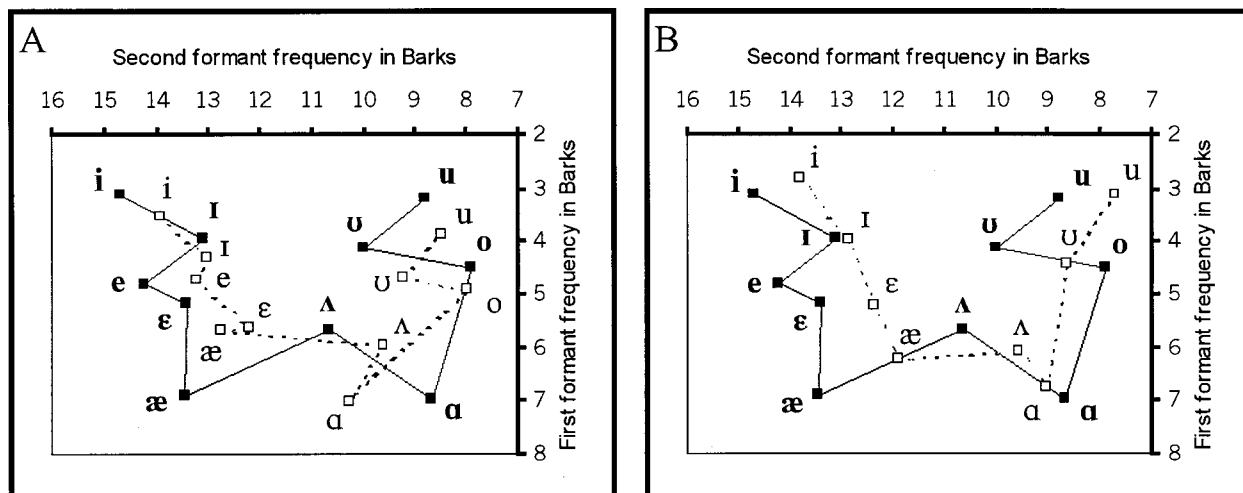 A
Second formant frequency in Barks
16 15 14 13 12 11 10 9 8 7
2
i i u 3
ɪ u
ʊ o 4
ɪ
e e ʊ o 5
ɛ ɛ ʌ
æ ʌ 6
æ ɑ ɑ 7
8
First formant frequency in Barks
B
Second formant frequency in Barks
16 15 14 13 12 11 10 9 8 7
2
i i u u 3
ɪ ɪ ʊ ʊ o 4
e ɛ 5
ɛ æ ʌ ʌ 6
æ ɑ ɑ 7
8
First formant frequency in Barks